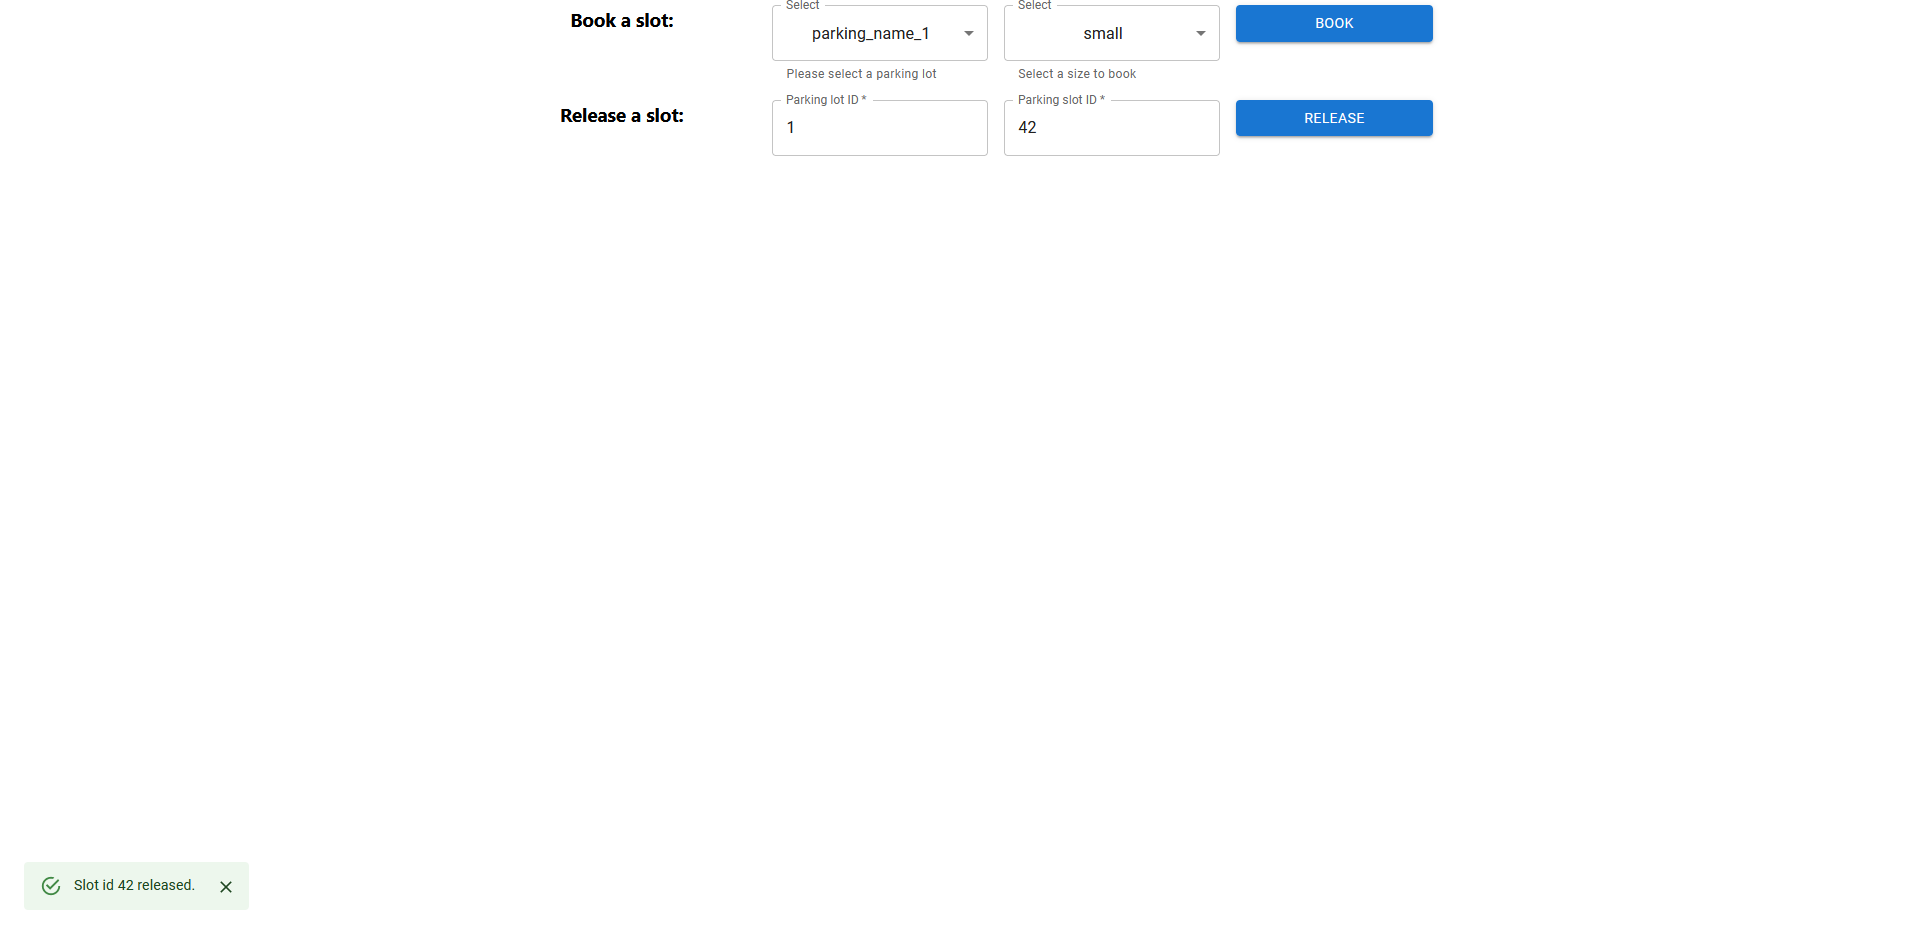 Book a slot:
Select
parking_name_1
Please select a parking lot
Select
small
Select a size to book
BOOK
Release a slot:
Parking lot ID *
1
Parking slot ID *
42
RELEASE
Slot id 42 released.